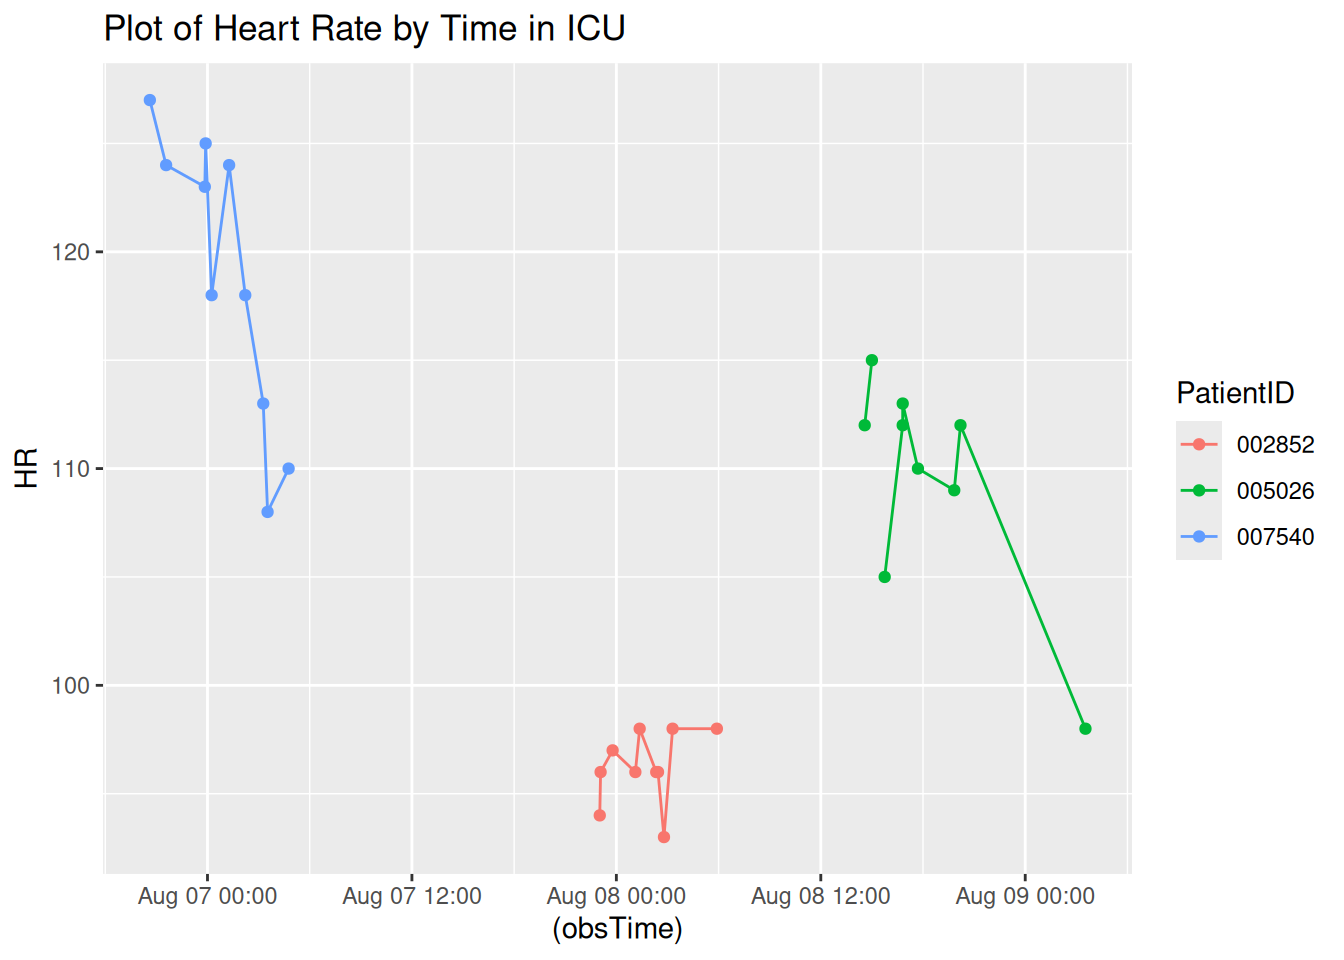 Plot of Heart Rate by Time in ICU
HR
120
110
100
Aug 07 00:00 Aug 07 12:00 Aug 08 00:00 Aug 08 12:00 Aug 09 00:00
(obsTime)
PatientID
002852
005026
007540